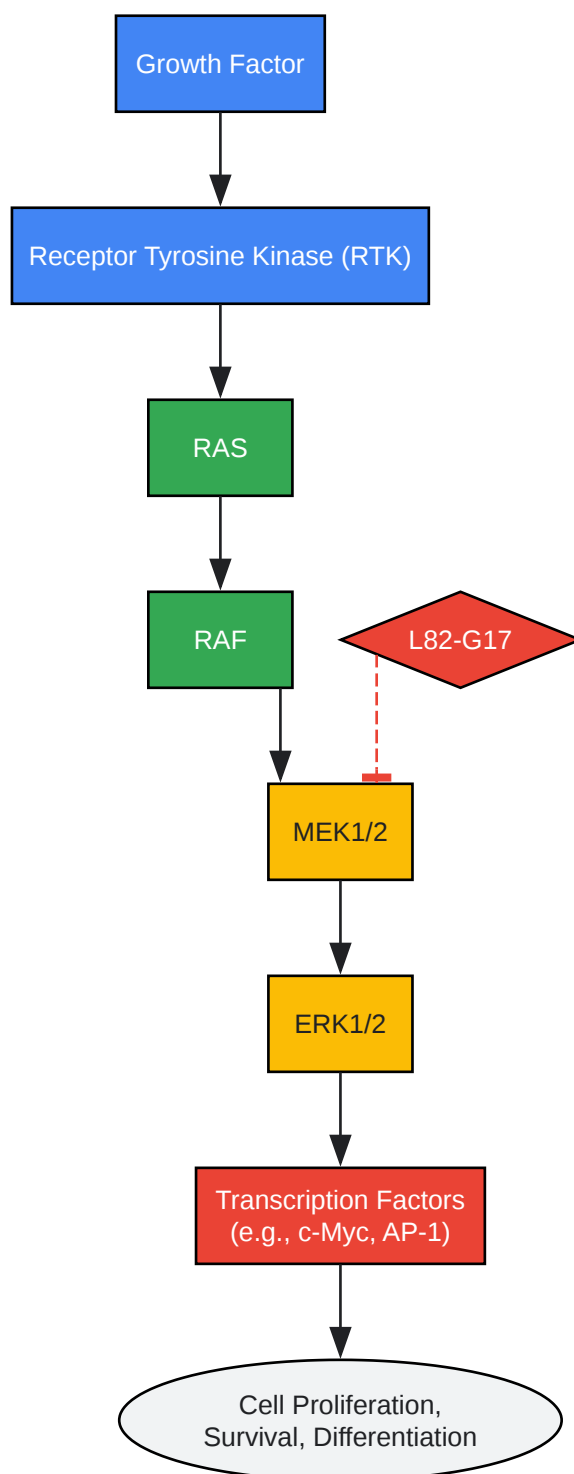 Growth Factor
Receptor Tyrosine Kinase (RTK)
RAS
RAF
L82-G17
MEK1/2
ERK1/2
Transcription Factors
(e.g., c-Myc, AP-1)
Cell Proliferation,
Survival, Differentiation